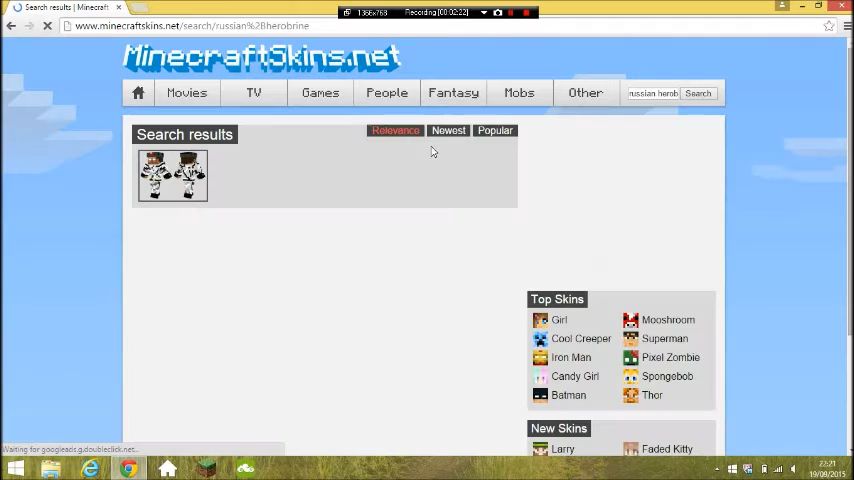 Search results | Minecraft
1366x768
Recording [00:02:22]
www.minecraftskins.net/search/russian%2Bherobrine
MinecraftSkins.net
Movies TV Games People Fantasy Mobs Other russian herob Search
Search results
Relevance Newest Popular
Top Skins
Girl Mooshroom
Cool Creeper Superman
Iron Man Pixel Zombie
Candy Girl Spongebob
Batman Thor
New Skins
Larry Faded Kitty
Waiting for googleads.g.doubleclick.net...
22:21
19/09/2015